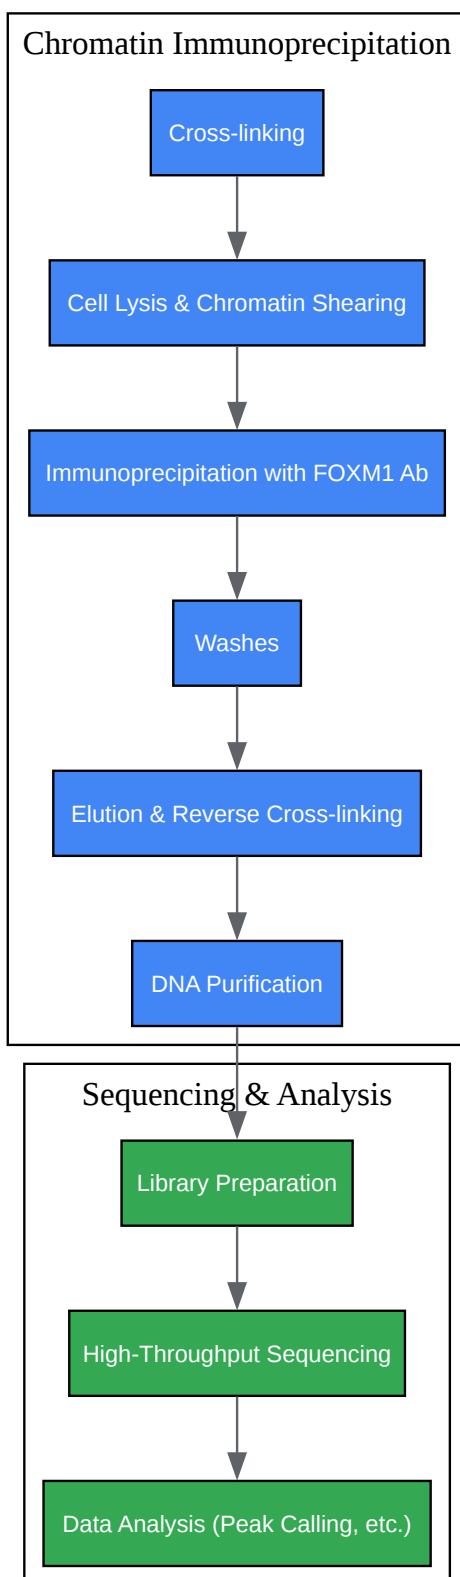 Chromatin Immunoprecipitation
Cross-linking
Cell Lysis & Chromatin Shearing
Immunoprecipitation with FOXM1 Ab
Washes
Elution & Reverse Cross-linking
DNA Purification
Sequencing & Analysis
Library Preparation
High-Throughput Sequencing
Data Analysis (Peak Calling, etc.)